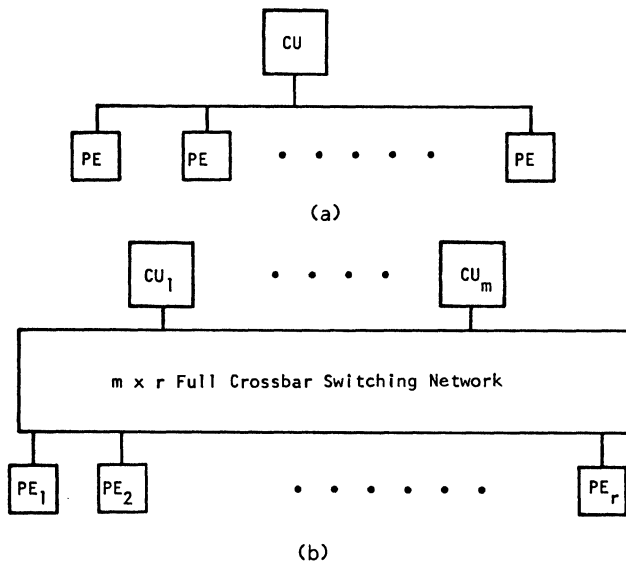 CU
PE PE PE
(a)
CU1 CUm
m x r Full Crossbar Switching Network
PE1 PE2 PEr
(b)